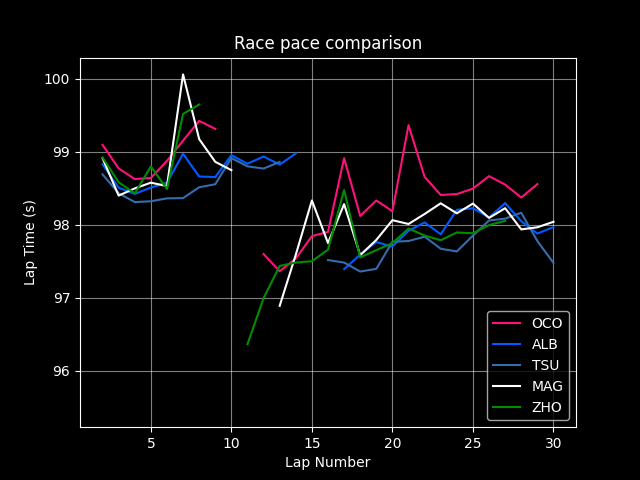 Race pace comparison
100
99
98
97
96
Lap Time (s)
5 10 15 20 25 30
Lap Number
OCO
ALB
TSU
MAG
ZHO